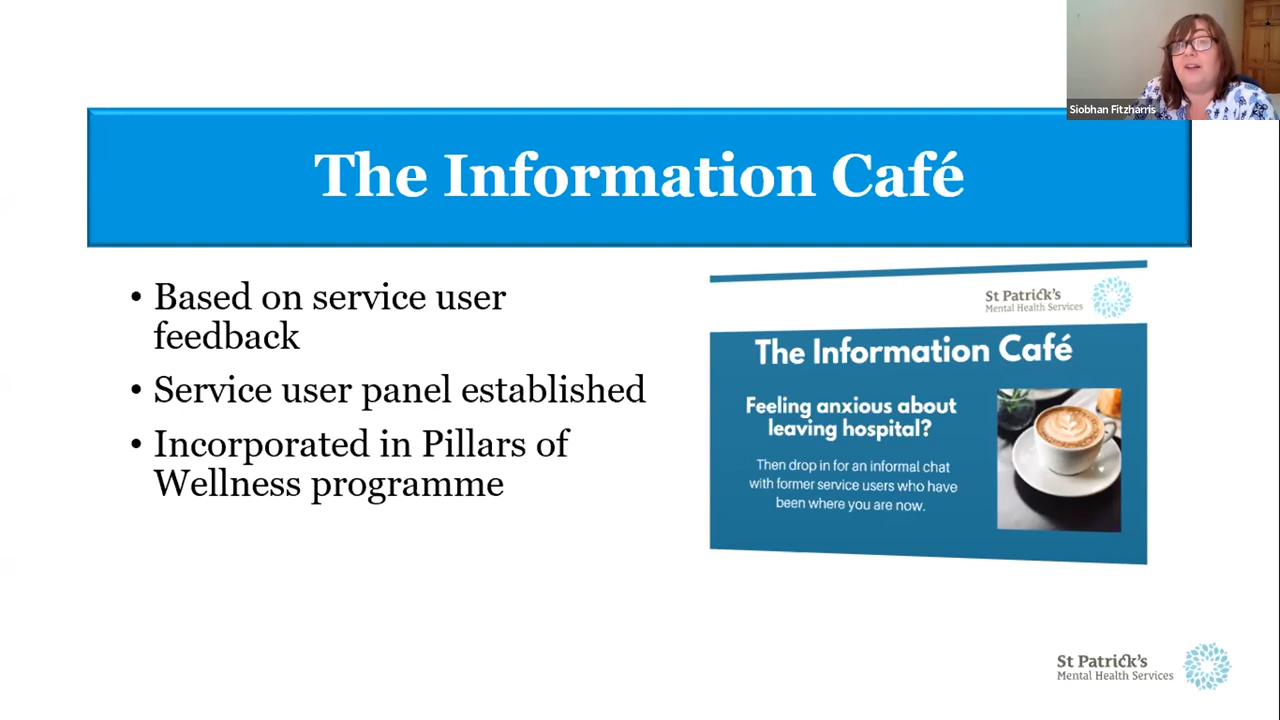 Siobhan Fitzharris
The Information Café
• Based on service user
feedback
• Service user panel established
• Incorporated in Pillars of
Wellness programme
St Patrick's
Mental Health Services
The Information Café
Feeling anxious about
leaving hospital?
Then drop in for an informal chat
with former service users who have
been where you are now.
St Patrick's
Mental Health Services